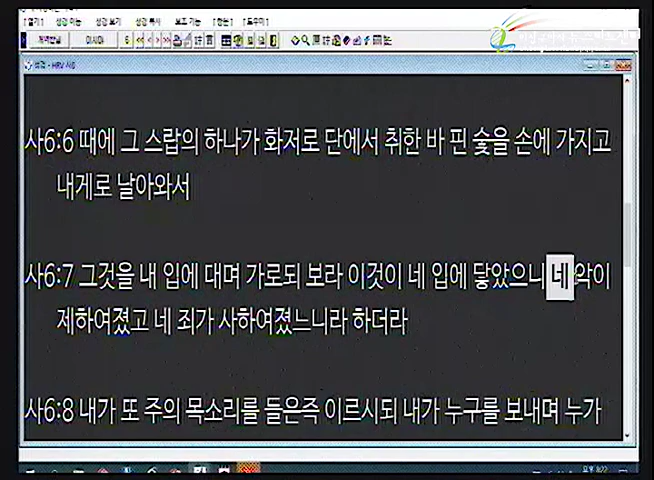 사6:6 때에 그 스랍의 하나가 화저로 단에서 취한 바 핀 숯을 손에 가지고
내게로 날아와서
사6:7 그것을 내 입에 대며 가로되 보라 이것이 네 입에 닿았으니 네 악이
제하여졌고 네 죄가 사하여졌느니라 하더라
사6:8 내가 또 주의 목소리를 들은즉 이르시되 내가 누구를 보내며 누가